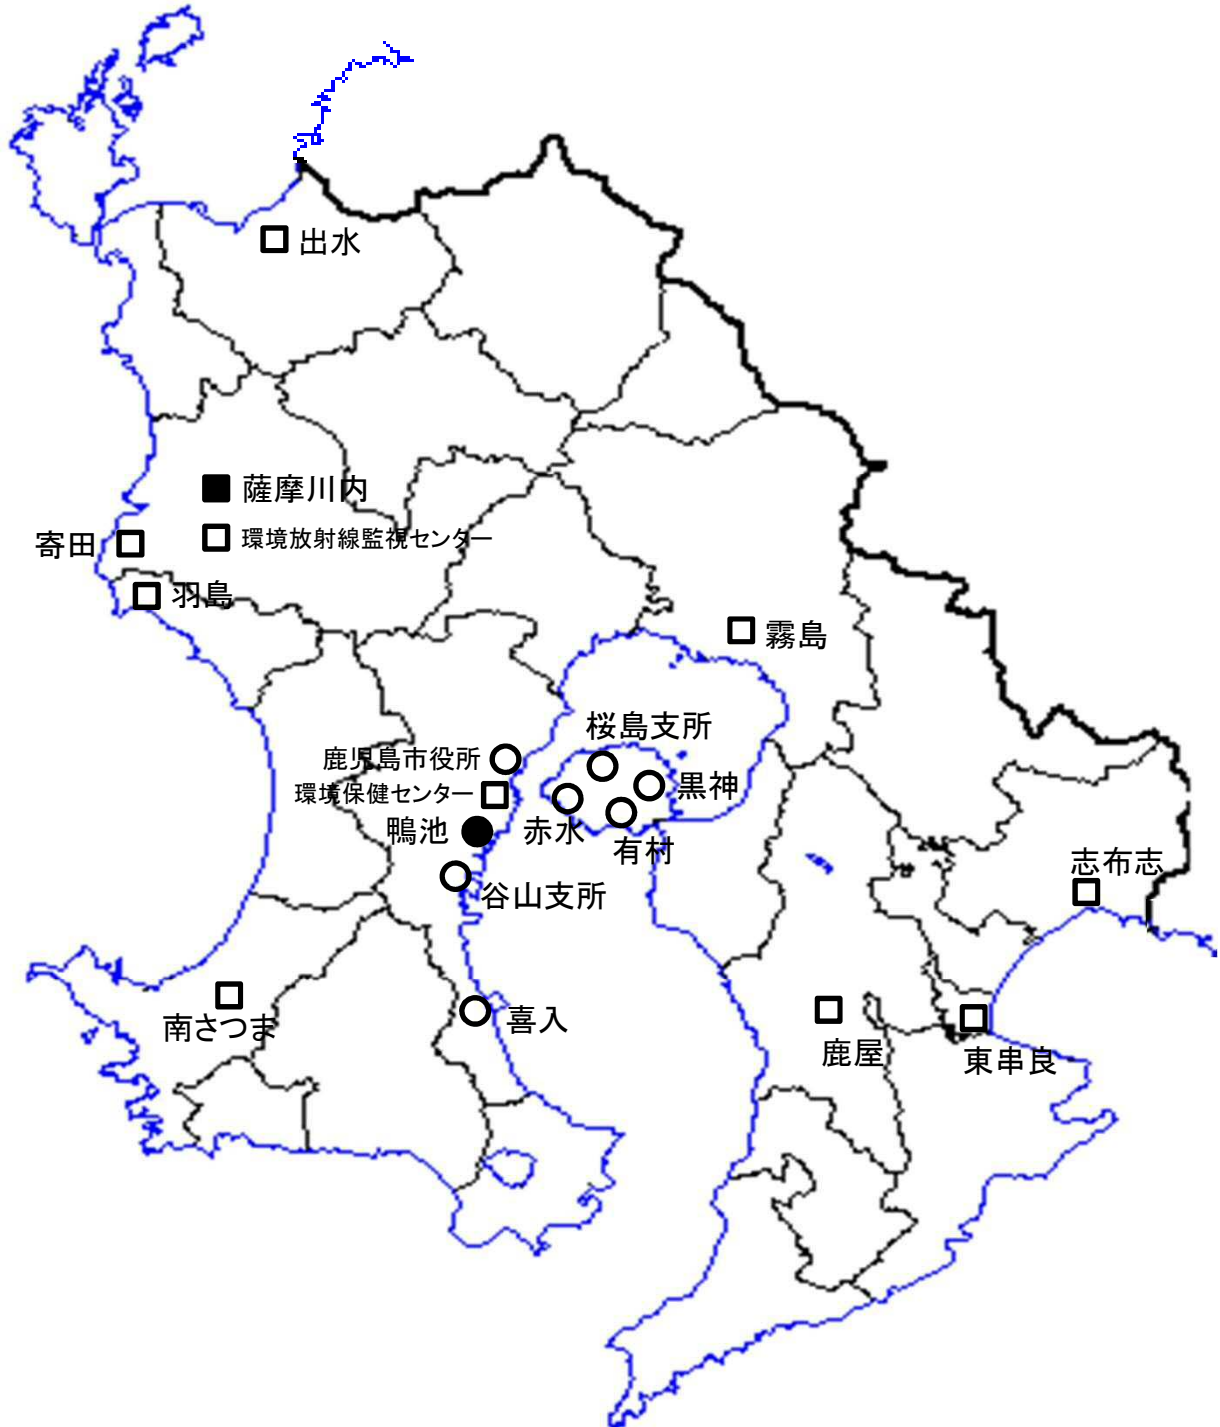 出水
薩摩川内
環境放射線監視センター
寄田
羽島
霧島
桜島支所
鹿児島市役所
黒神
環境保健センター
鴨池
赤水
有村
志布志
谷山支所
南さつま
喜入
鹿屋
東串良